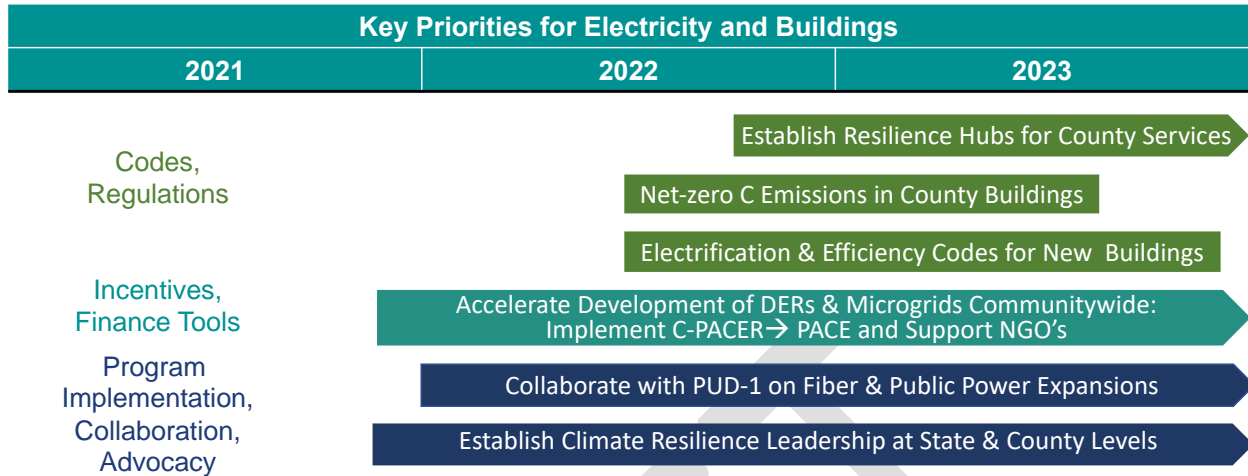 Key Priorities for Electricity and Buildings
2021 2022 2023
Codes,
Regulations
Establish Resilience Hubs for County Services
Net-zero C Emissions in County Buildings
Electrification & Efficiency Codes for New  Buildings
Incentives,
Finance Tools
Accelerate Development of DERs & Microgrids Communitywide:
Implement C-PACER→ PACE and Support NGO’s
Program
Implementation,
Collaboration,
Advocacy
Collaborate with PUD-1 on Fiber & Public Power Expansions
Establish Climate Resilience Leadership at State & County Levels